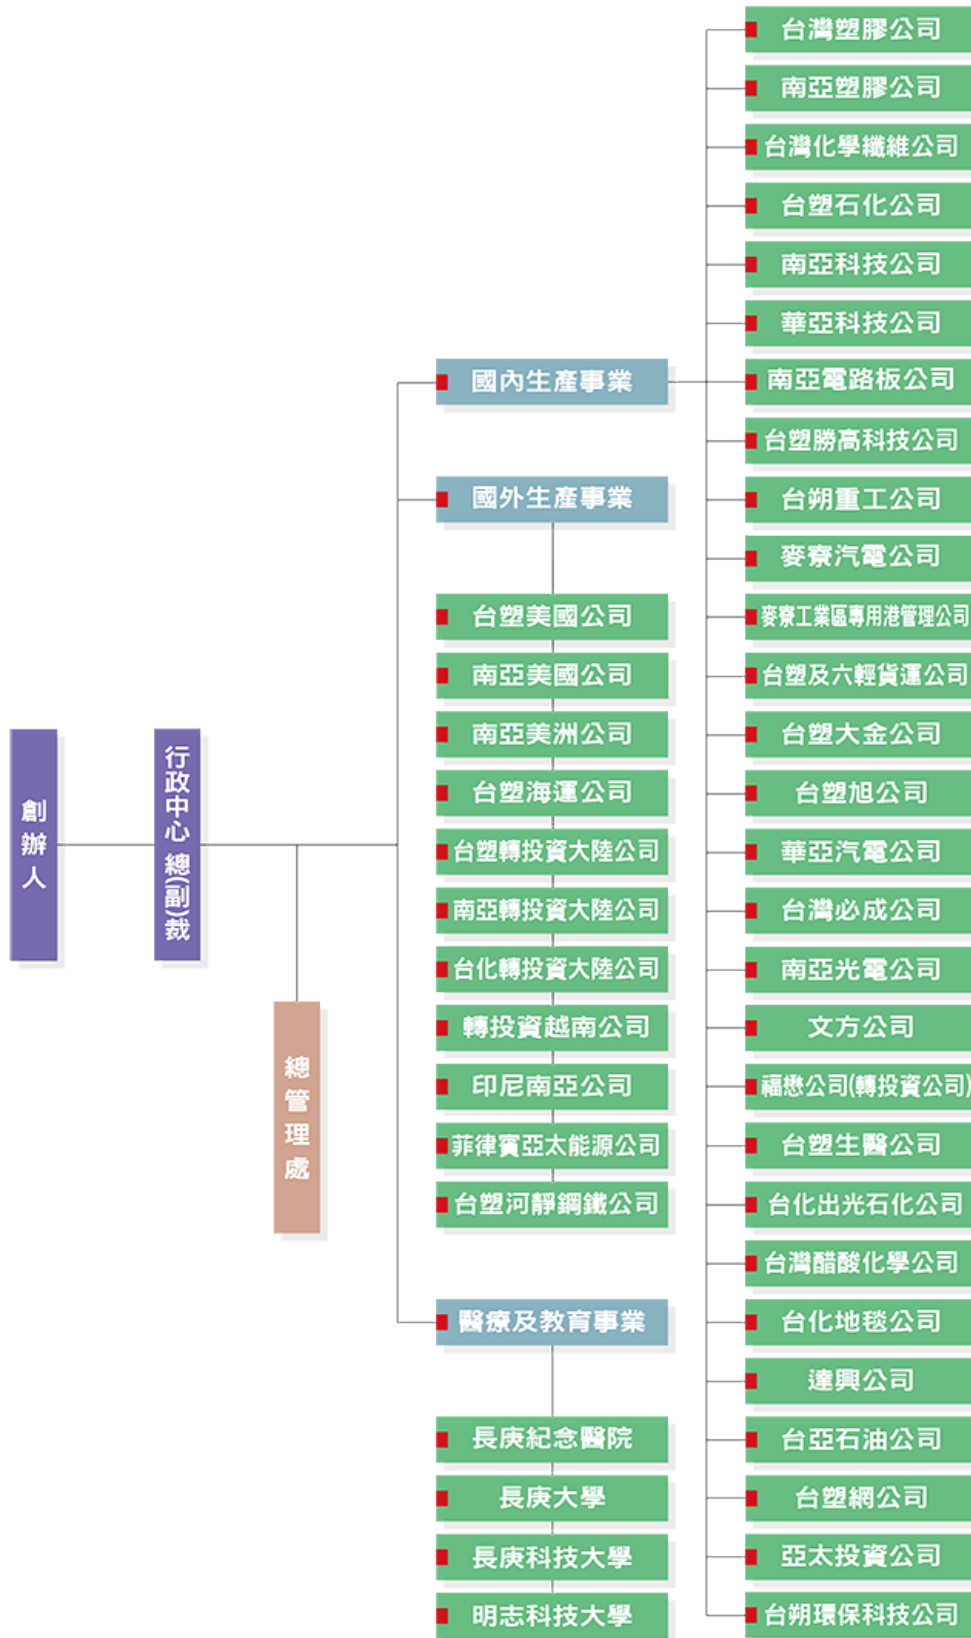 創辦人
行政中心 總(副)裁
總管理處
國內生產事業
台灣塑膠公司
南亞塑膠公司
台灣化學纖維公司
台塑石化公司
南亞科技公司
華亞科技公司
南亞電路板公司
台塑勝高科技公司
台朔重工公司
麥寮汽電公司
麥寮工業區專用港管理公司
台塑及六輕貨運公司
台塑大金公司
台塑旭公司
華亞汽電公司
台灣必成公司
南亞光電公司
文方公司
福懋公司(轉投資公司)
台塑生醫公司
台化出光石化公司
台灣醋酸化學公司
台化地毯公司
達興公司
台亞石油公司
台塑網公司
亞太投資公司
台朔環保科技公司
國外生產事業
台塑美國公司
南亞美國公司
南亞美洲公司
台塑海運公司
台塑轉投資大陸公司
南亞轉投資大陸公司
台化轉投資大陸公司
轉投資越南公司
印尼南亞公司
菲律賓亞太能源公司
台塑河靜鋼鐵公司
醫療及教育事業
長庚紀念醫院
長庚大學
長庚科技大學
明志科技大學